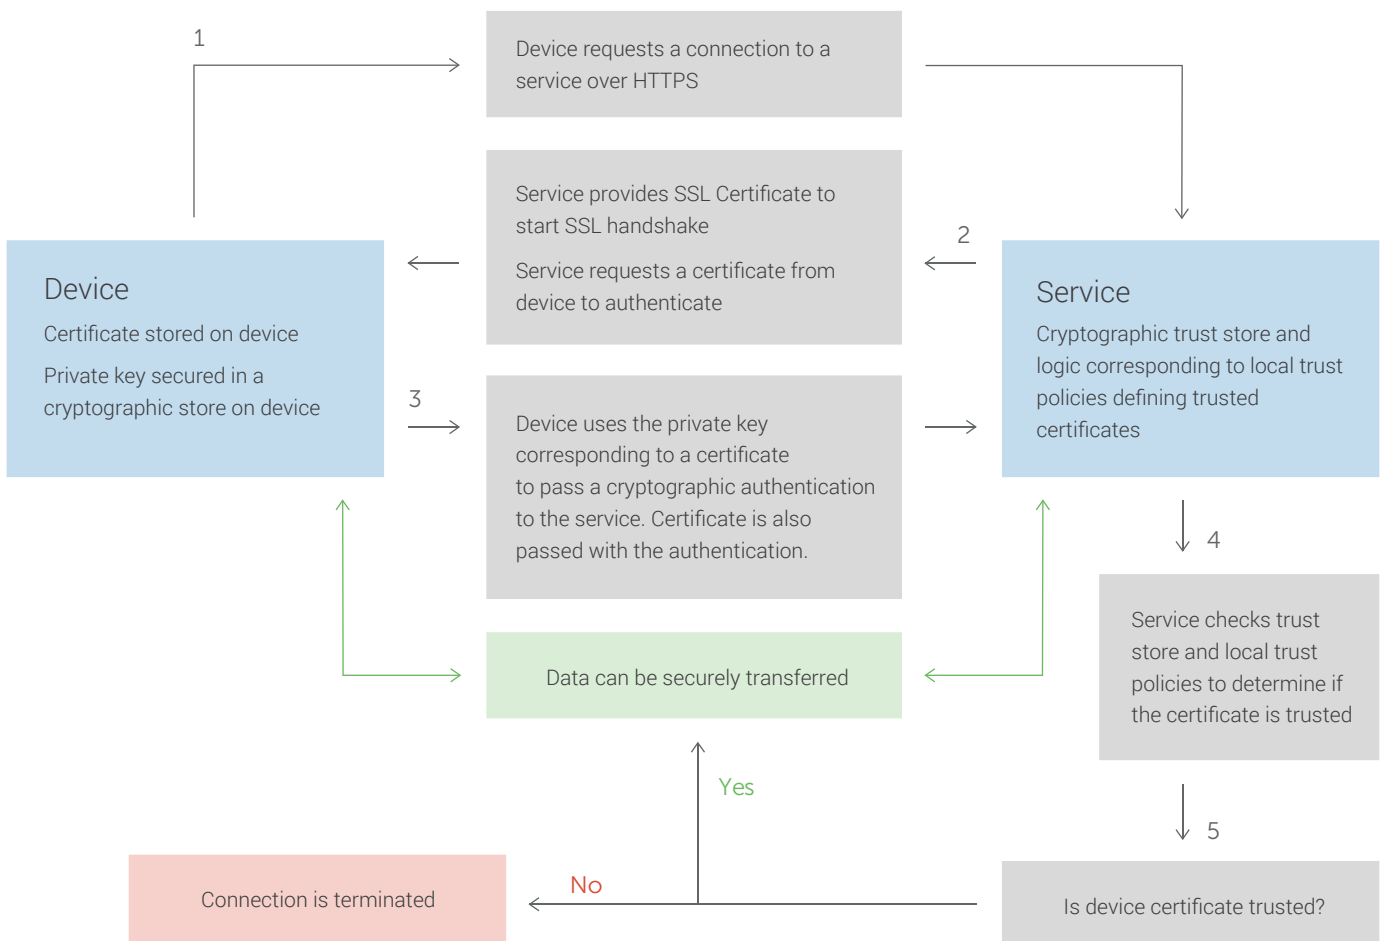 1
Device requests a connection to a
service over HTTPS
Service provides SSL Certificate to
start SSL handshake
Service requests a certificate from
device to authenticate
2
Device
Certificate stored on device
Private key secured in a
cryptographic store on device
Service
Cryptographic trust store and
logic corresponding to local trust
policies defining trusted
certificates
3
Device uses the private key
corresponding to a certificate
to pass a cryptographic authentication
to the service. Certificate is also
passed with the authentication.
4
Service checks trust
store and local trust
policies to determine if
the certificate is trusted
Data can be securely transferred
Yes
5
No
Connection is terminated
Is device certificate trusted?